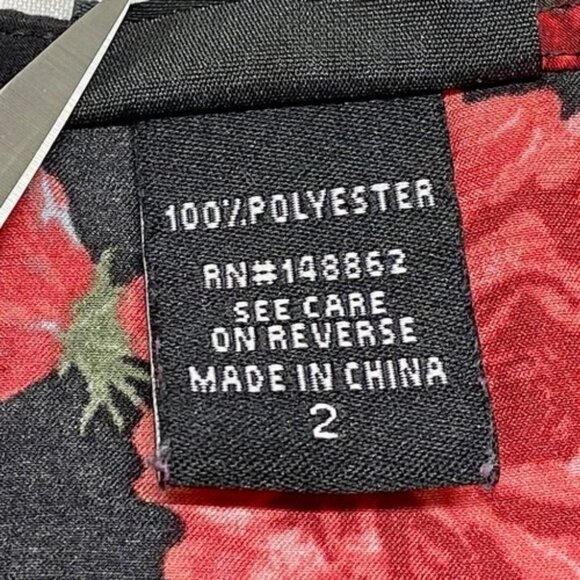 100% POLYESTER
RN#148862
SEE CARE
ON REVERSE
MADE IN CHINA
2